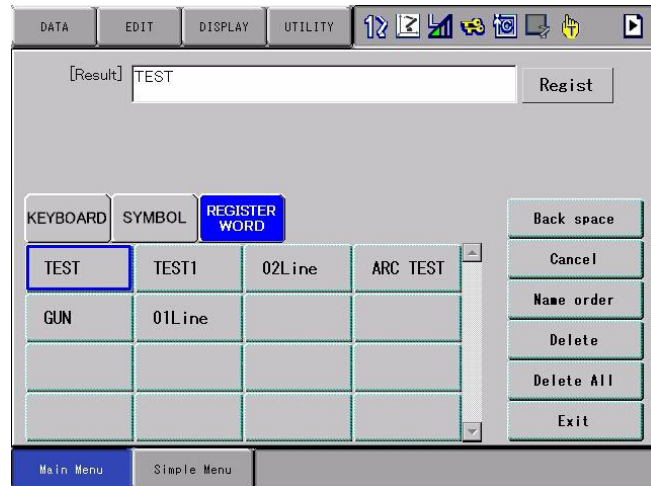 DATA EDIT DISPLAY UTILITY
[Result] TEST Regist
KEYBOARD SYMBOL REGISTER WORD
TEST TEST1 02Line ARC TEST
GUN 01Line
Back space
Cancel
Name order
Delete
Delete All
Exit
Main Menu Simple Menu